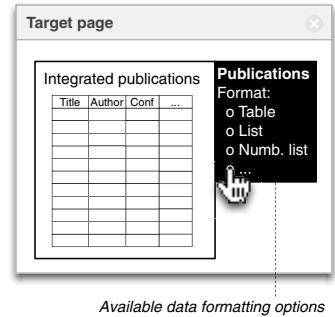 Target page
Integrated publications
Title Author Conf ...
Publications
Format:
o Table
o List
o Numb. list
o ...
Available data formatting options